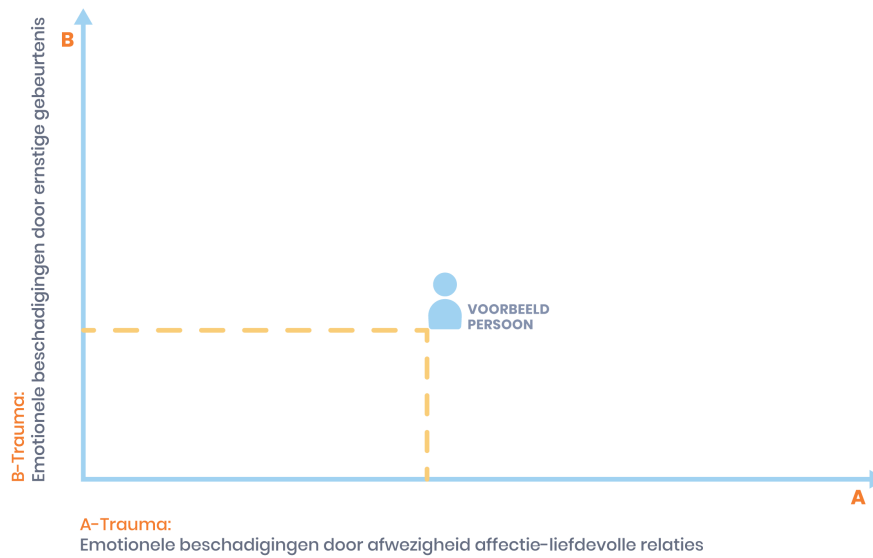 B
B-Trauma:
Emotionele beschadigingen door ernstige gebeurtenis
VOORBEELD
PERSOON
A
A-Trauma:
Emotionele beschadigingen door afwezigheid affectie-liefdevolle relaties